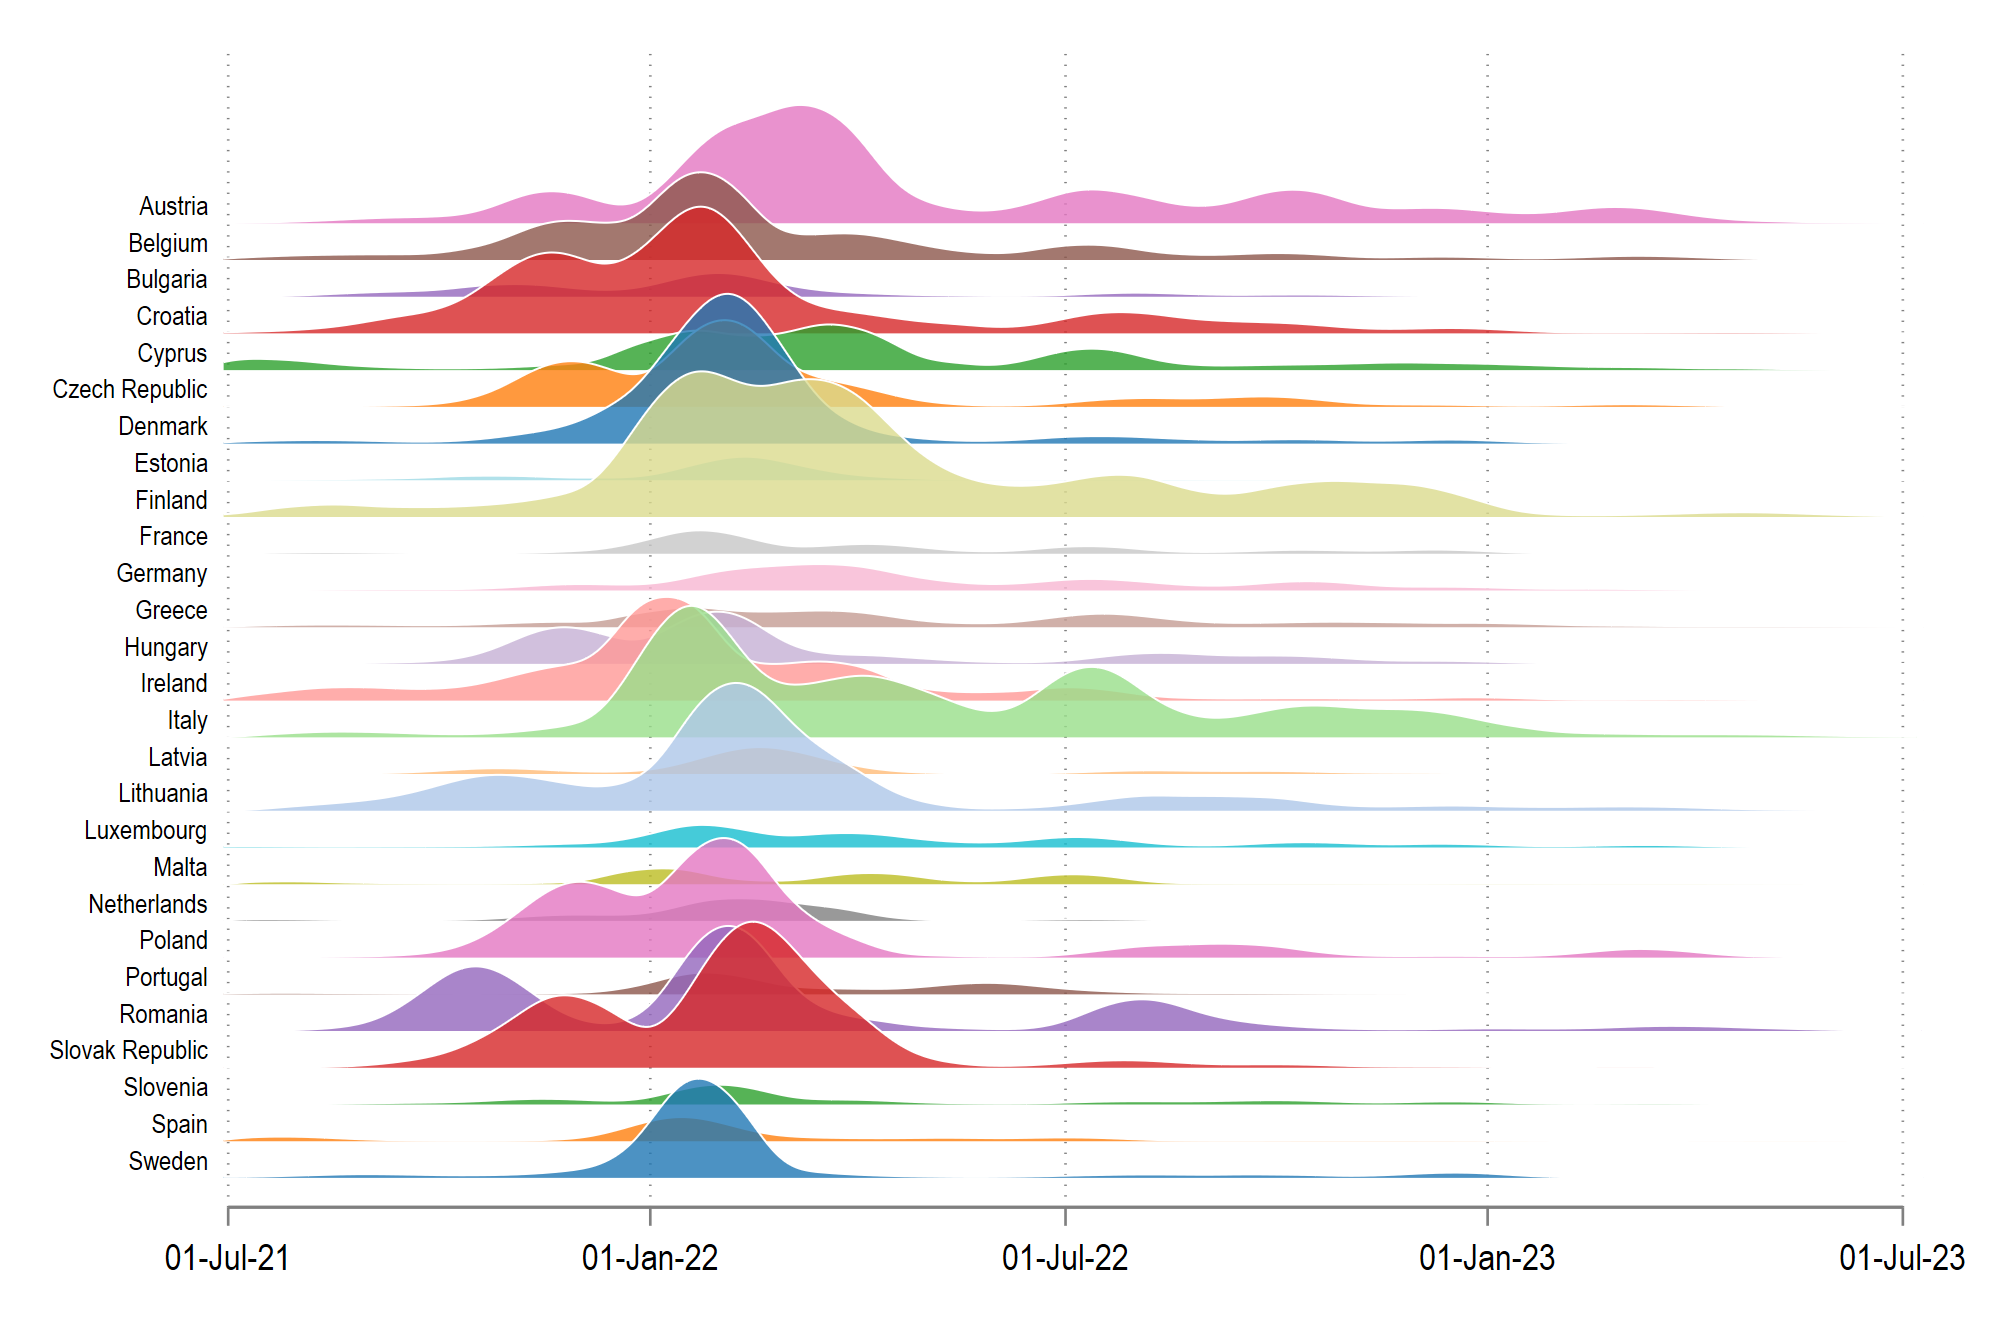 Austria
Belgium
Bulgaria
Croatia
Cyprus
Czech Republic
Denmark
Estonia
Finland
France
Germany
Greece
Hungary
Ireland
Italy
Latvia
Lithuania
Luxembourg
Malta
Netherlands
Poland
Portugal
Romania
Slovak Republic
Slovenia
Spain
Sweden
01-Jul-21 01-Jan-22 01-Jul-22 01-Jan-23 01-Jul-23